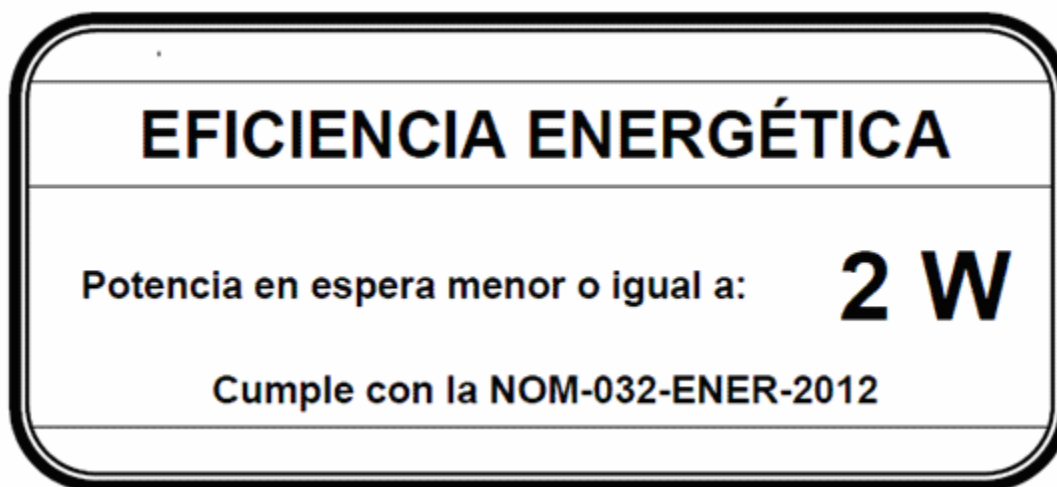 EFICIENCIA ENERGÉTICA
Potencia en espera menor o igual a: 2 W
Cumple con la NOM-032-ENER-2012